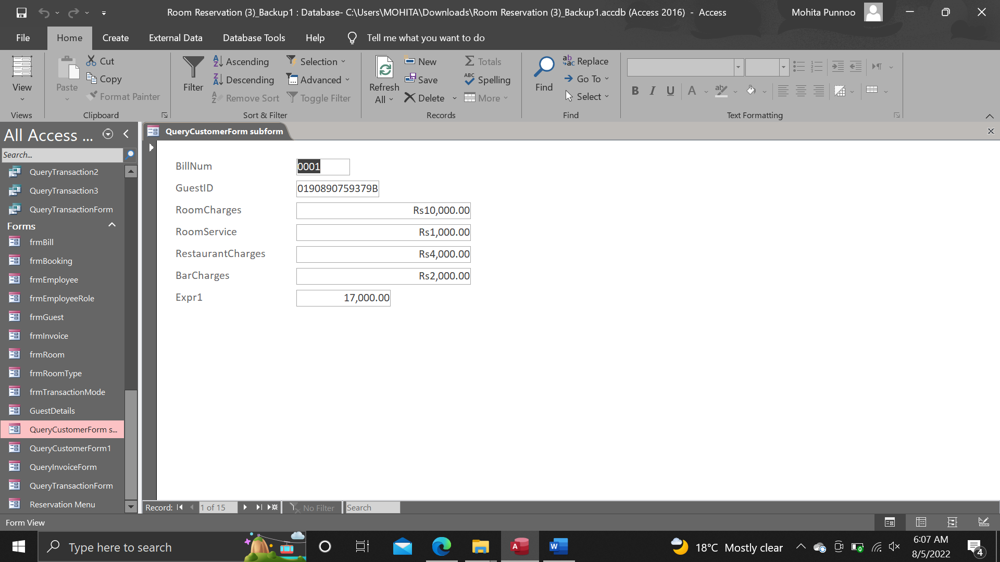 Room Reservation (3)_Backup1 : Database- C:\Users\MOHITA\Downloads\Room Reservation (3)_Backup1.accdb (Access 2016) - Access
Mohita Punnoo
File Home Create External Data Database Tools Help Tell me what you want to do
View
Views
Paste
Cut
Copy
Format Painter
Clipboard
Filter
Ascending
Descending
Remove Sort
Selection
Advanced
Toggle Filter
Sort & Filter
Refresh
All
New
Save
Delete
Totals
Spelling
More
Records
Find
Replace
Go To
Select
Find
B I U A
Text Formatting
All Access ...
Search...
QueryTransaction2
QueryTransaction3
QueryTransactionForm
Forms
frmBill
frmBooking
frmEmployee
frmEmployeeRole
frmGuest
frmInvoice
frmRoom
frmRoomType
frmTransactionMode
GuestDetails
QueryCustomerForm s...
QueryCustomerForm1
QueryInvoiceForm
QueryTransactionForm
Reservation Menu
QueryCustomerForm subform
BillNum 0001
GuestID 0190890759379B
RoomCharges Rs10,000.00
RoomService Rs1,000.00
RestaurantCharges Rs4,000.00
BarCharges Rs2,000.00
Expr1 17,000.00
Record: 1 of 15 No Filter Search
Form View
Type here to search
18°C Mostly clear
6:07 AM
8/5/2022
4